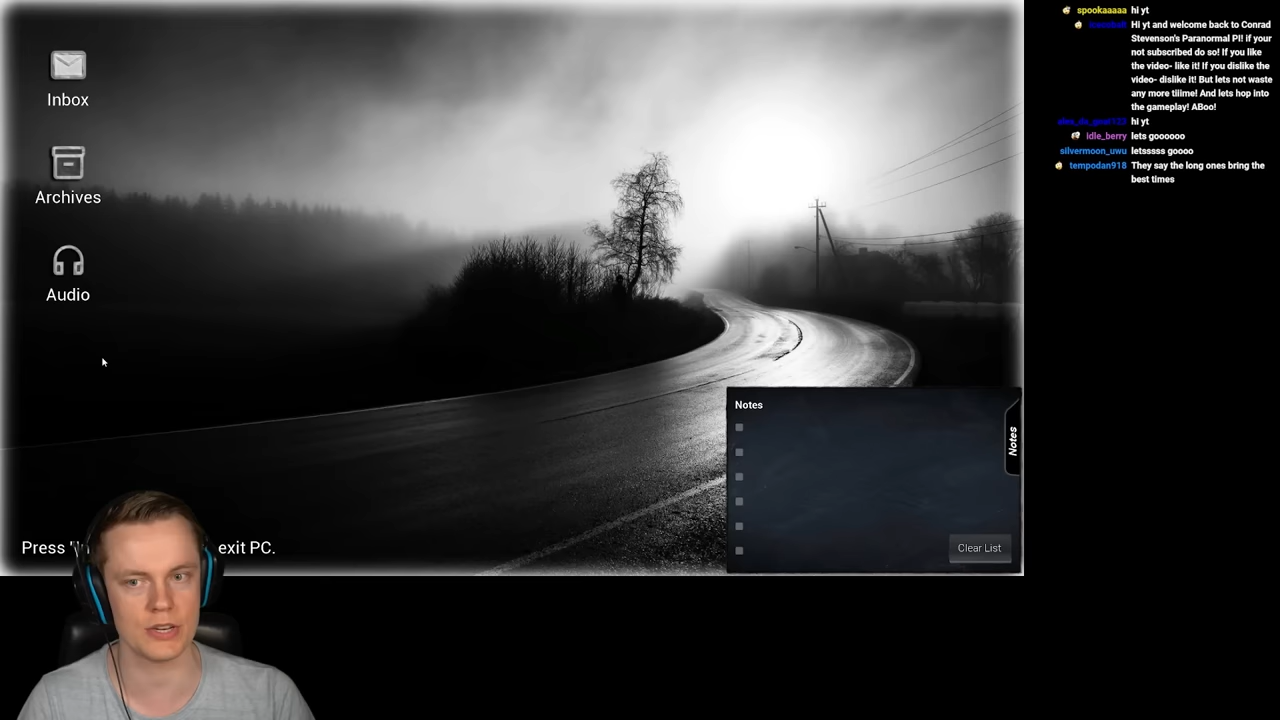 Inbox
Archives
Audio
Press exit PC.
Notes
Notes
Clear List
spookaaaaa hi yt
Hi yt and welcome back to Conrad
Stevenson's Paranormal PI! if your
not subscribed do so! If you like
the video- like it! If you dislike the
video- dislike it! But lets not waste
any more tiiime! And lets hop into
the gameplay! ABoo!
hi yt
idle_berry lets goooooo
silvermoon_uwu letsssss goooo
tempodan918 They say the long ones bring the
best times